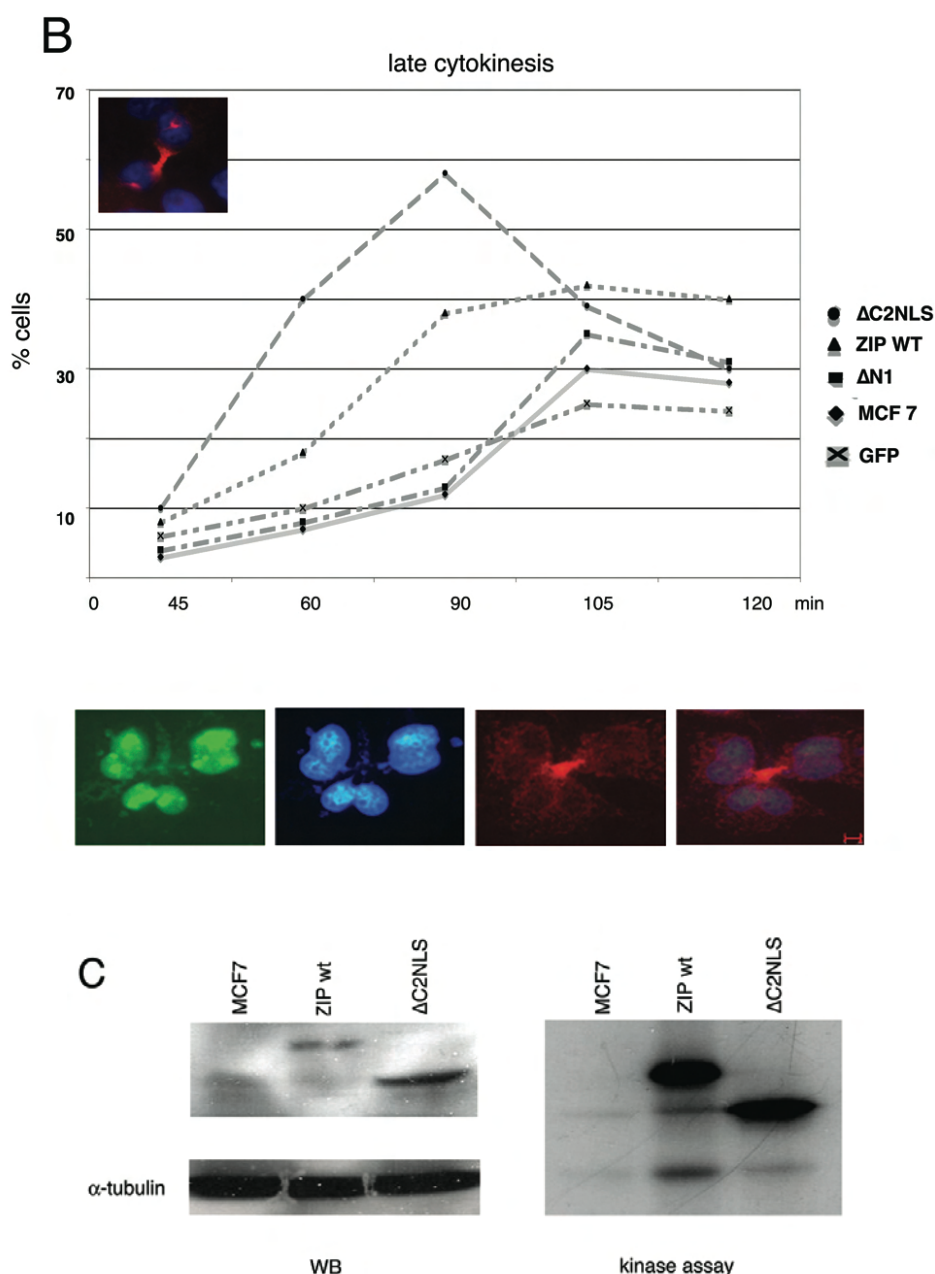 B
late cytokinesis
70
50
30
10
% cells
0 45 60 90 105 120 min
ΔC2NLS
ZIP WT
ΔN1
MCF 7
GFP
C
MCF7 ZIP wt ΔC2NLS
α-tubulin
WB
MCF7 ZIP wt ΔC2NLS
kinase assay